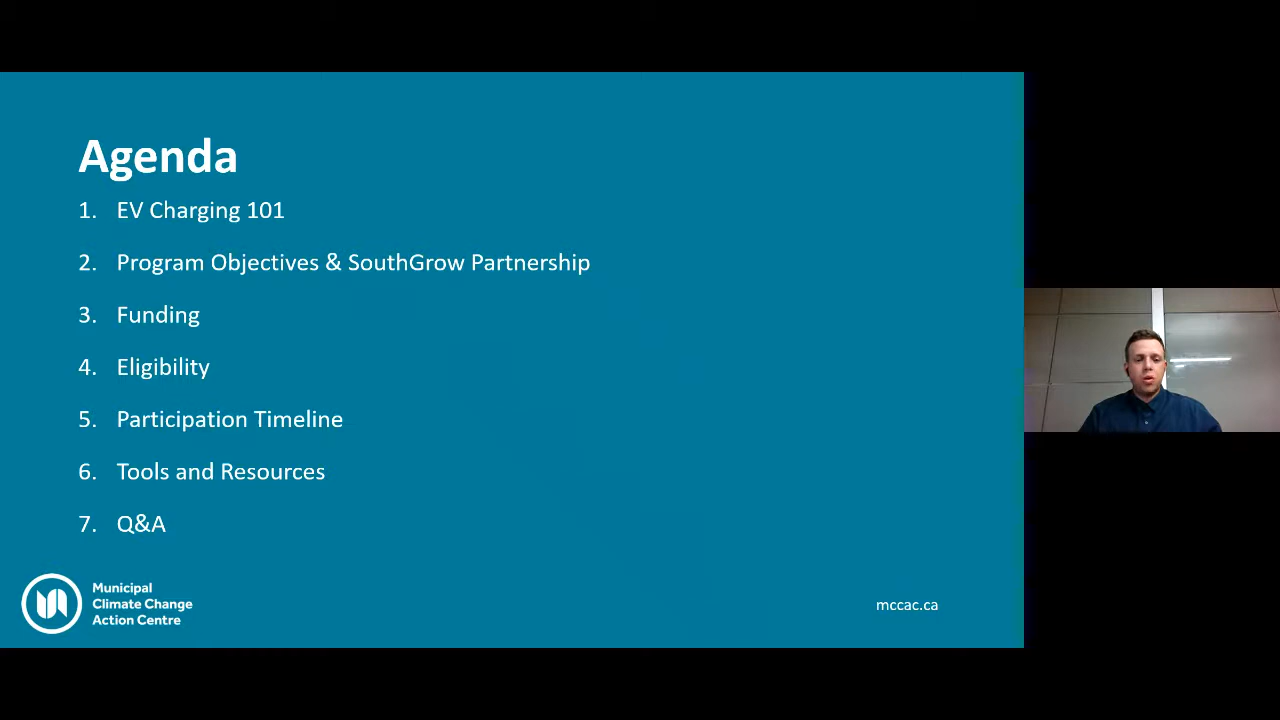 Agenda
1. EV Charging 101
2. Program Objectives & SouthGrow Partnership
3. Funding
4. Eligibility
5. Participation Timeline
6. Tools and Resources
7. Q&A
Municipal
Climate Change
Action Centre
mccac.ca